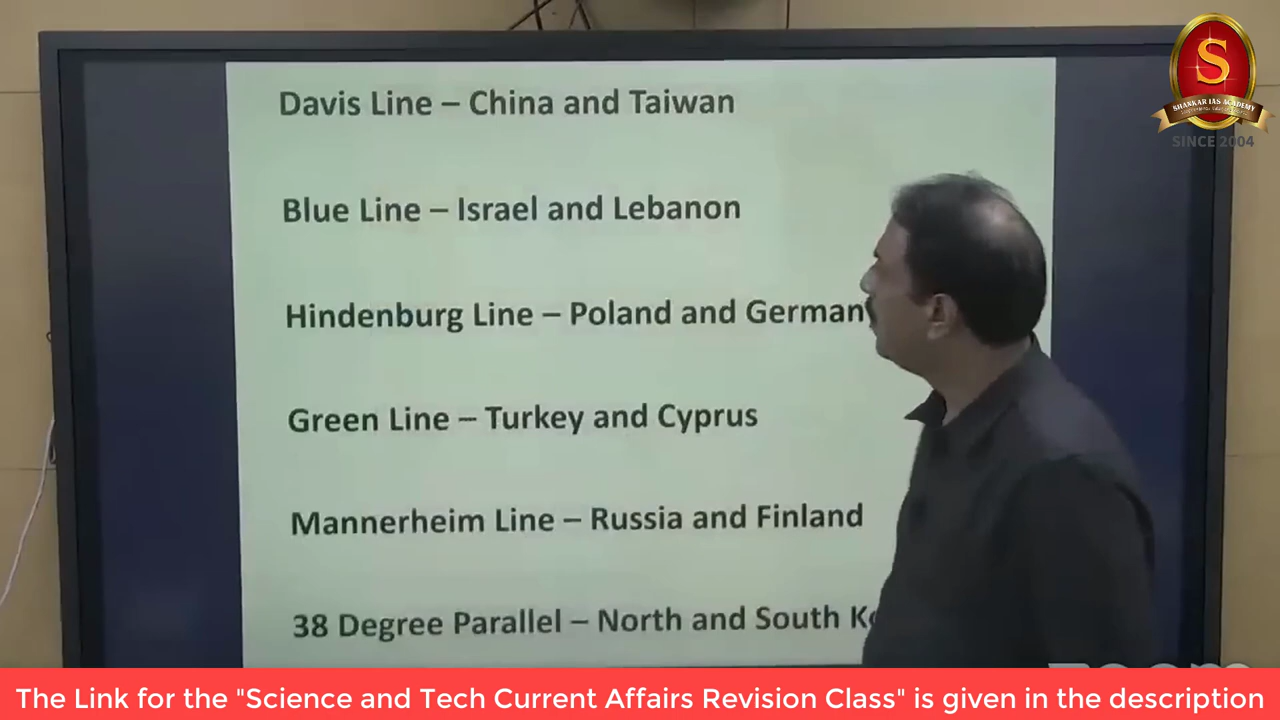 Davis Line – China and Taiwan
Blue Line – Israel and Lebanon
Hindenburg Line – Poland and German
Green Line – Turkey and Cyprus
Mannerheim Line – Russia and Finland
38 Degree Parallel – North and South
S
SHANKAR IAS ACADEMY
SINCE 2004
The Link for the "Science and Tech Current Affairs Revision Class" is given in the description